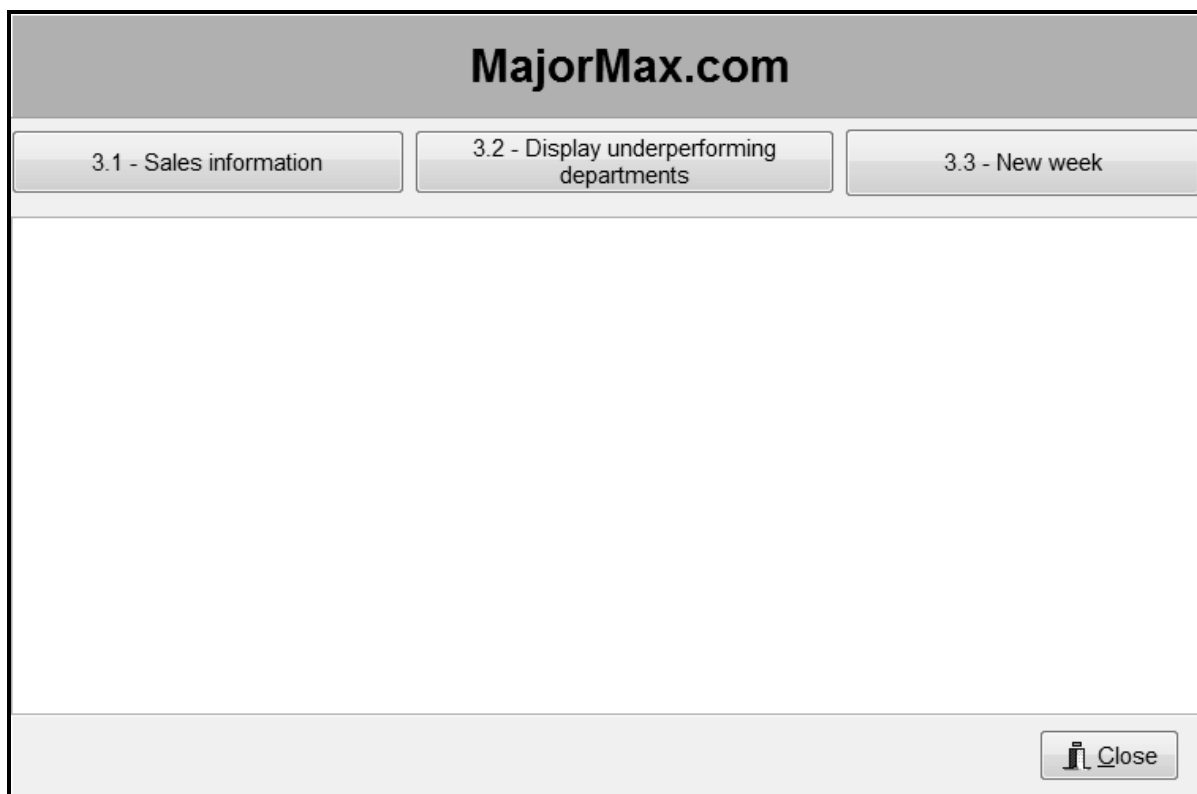 MajorMax.com
3.1 - Sales information
3.2 - Display underperforming
departments
3.3 - New week
Close